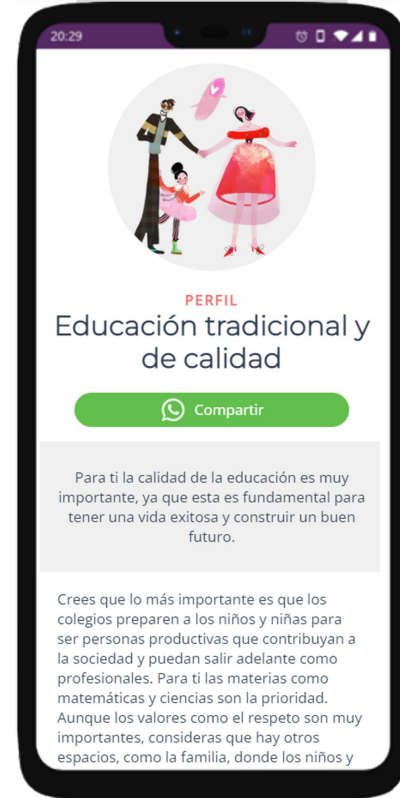 20:29
PERFIL
Educación tradicional y
de calidad
Compartir
Para ti la calidad de la educación es muy
importante, ya que esta es fundamental para
tener una vida exitosa y construir un buen
futuro.
Crees que lo más importante es que los
colegios preparen a los niños y niñas para
ser personas productivas que contribuyan a
la sociedad y puedan salir adelante como
profesionales. Para ti las materias como
matemáticas y ciencias son la prioridad.
Aunque los valores como el respeto son muy
importantes, consideras que hay otros
espacios, como la familia, donde los niños y